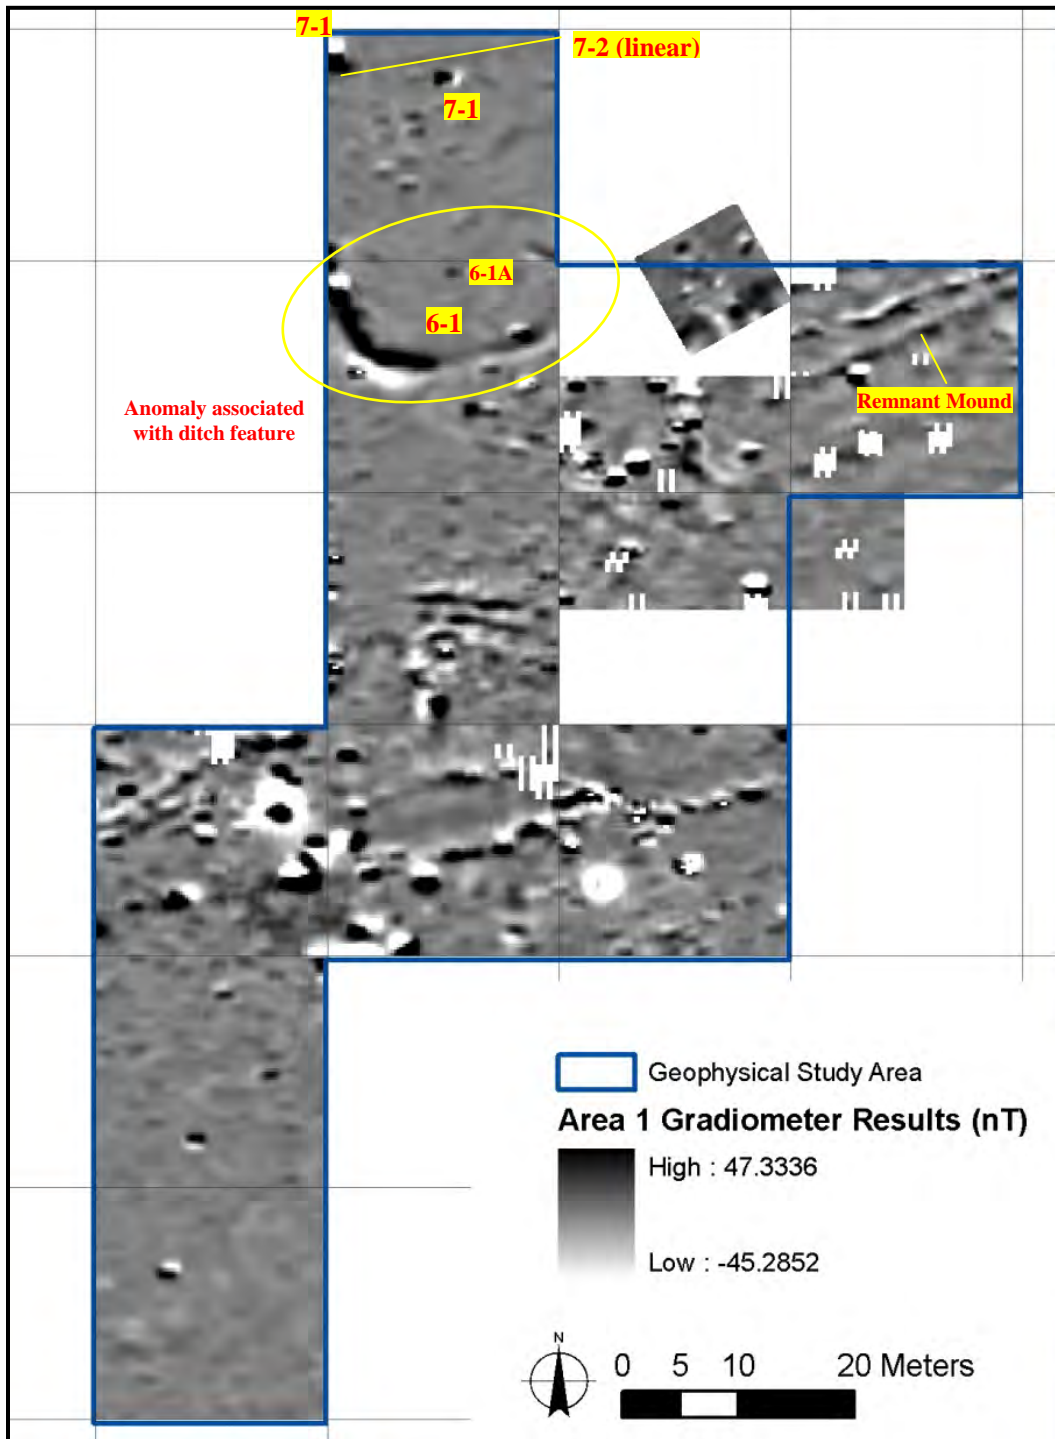 7-1
7-2 (linear)
7-1
6-1A
6-1
Remnant Mound
Anomaly associated
with ditch feature
Geophysical Study Area
Area 1 Gradiometer Results (nT)
High : 47.3336
Low : -45.2852
N
0 5 10 20 Meters